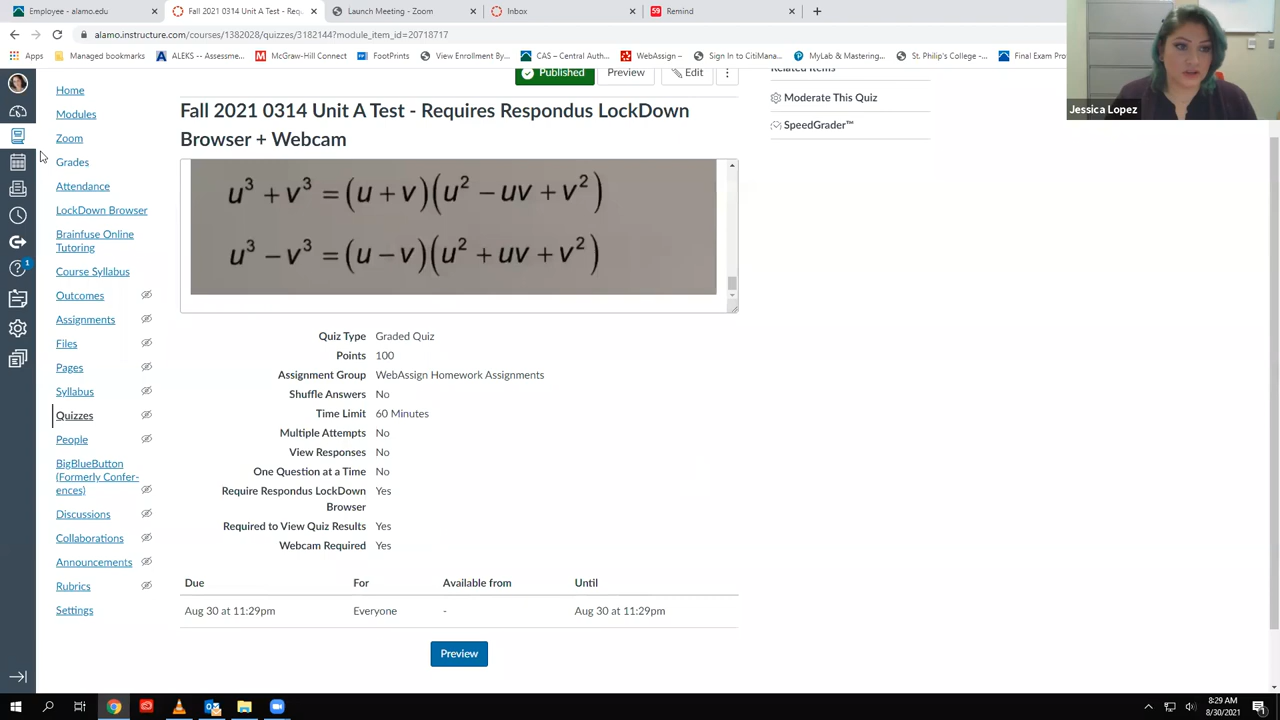 Employee - alamo.edu
Fall 2021 0314 Unit A Test - Req
Launch Meeting - Zoom
Inbox
59 Remind
alamo.instructure.com/courses/1382028/quizzes/3182144?module_item_id=20718717
Apps Managed bookmarks ALEKS -- Assessme... McGraw-Hill Connect FootPrints View Enrollment By... CAS – Central Auth... WebAssign – Sign In to CitiMana... MyLab & Mastering St. Philip's College -... Final Exam Pro
Home
Modules
Zoom
Grades
Attendance
LockDown Browser
Brainfuse Online
Tutoring
Course Syllabus
Outcomes
Assignments
Files
Pages
Syllabus
Quizzes
People
BigBlueButton
(Formerly Confer-
ences)
Discussions
Collaborations
Announcements
Rubrics
Settings
1
Published Preview Edit
Fall 2021 0314 Unit A Test - Requires Respondus LockDown
Browser + Webcam
u³ + v³ = (u + v)(u² − uv + v²)
u³ − v³ = (u − v)(u² + uv + v²)
Quiz Type Graded Quiz
Points 100
Assignment Group WebAssign Homework Assignments
Shuffle Answers No
Time Limit 60 Minutes
Multiple Attempts No
View Responses No
One Question at a Time No
Require Respondus LockDown Yes
Browser
Required to View Quiz Results Yes
Webcam Required Yes
Due For Available from Until
Aug 30 at 11:29pm Everyone - Aug 30 at 11:29pm
Preview
Related Items
Moderate This Quiz
SpeedGrader™
Jessica Lopez
8:29 AM
8/30/2021
1